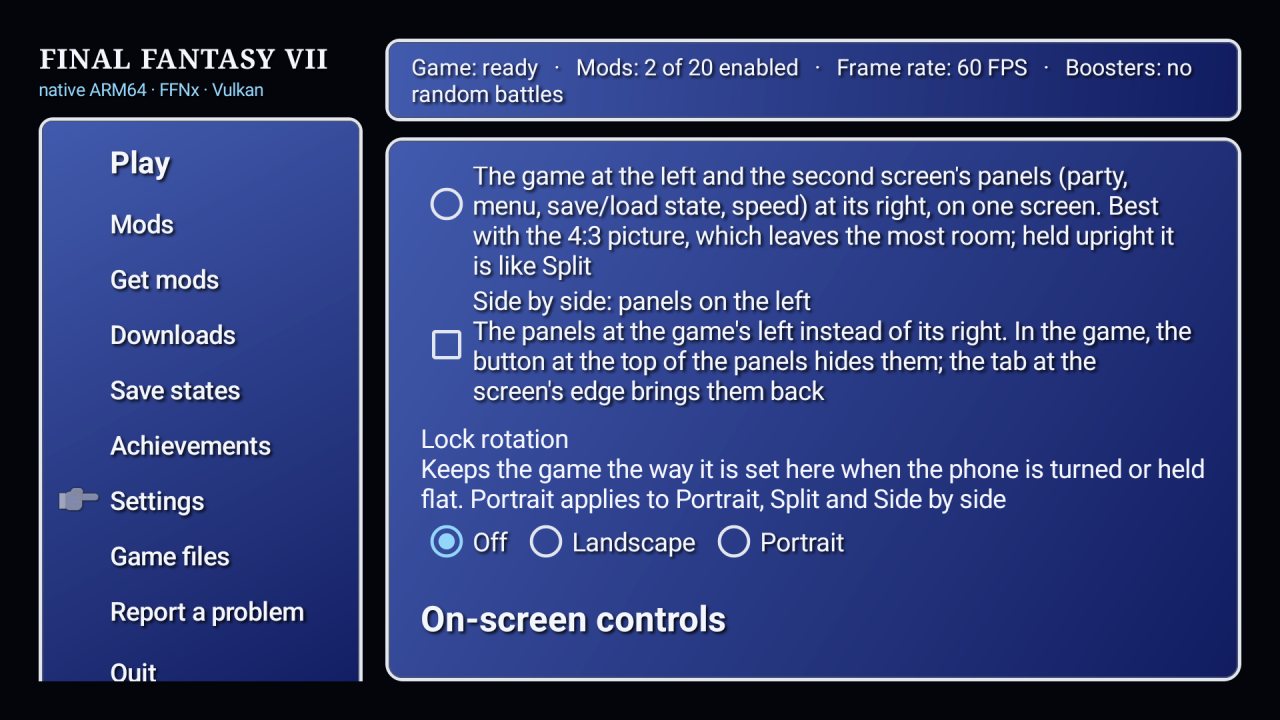 FINAL FANTASY VII
native ARM64 · FFNx · Vulkan
Play
Mods
Get mods
Downloads
Save states
Achievements
Settings
Game files
Report a problem
Quit
Game: ready · Mods: 2 of 20 enabled · Frame rate: 60 FPS · Boosters: no
random battles
The game at the left and the second screen's panels (party,
menu, save/load state, speed) at its right, on one screen. Best
with the 4:3 picture, which leaves the most room; held upright it
is like Split
Side by side: panels on the left
The panels at the game's left instead of its right. In the game, the
button at the top of the panels hides them; the tab at the
screen's edge brings them back
Lock rotation
Keeps the game the way it is set here when the phone is turned or held
flat. Portrait applies to Portrait, Split and Side by side
Off Landscape Portrait
On-screen controls